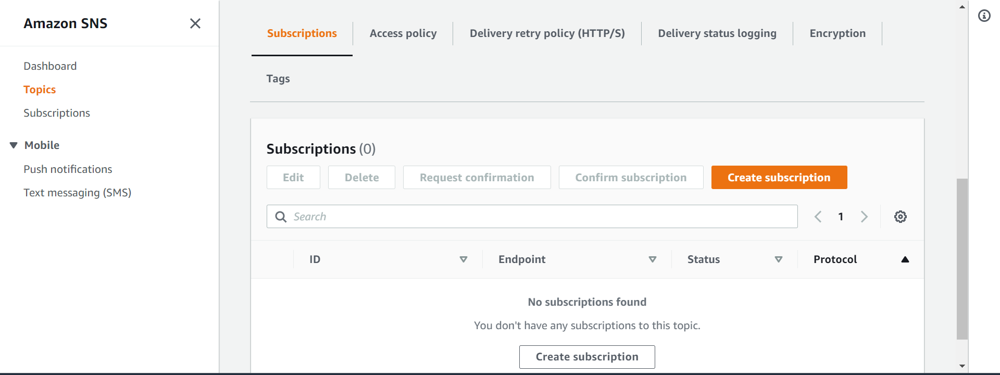 Amazon SNS
Dashboard
Topics
Subscriptions
Mobile
Push notifications
Text messaging (SMS)
Subscriptions
Access policy
Delivery retry policy (HTTP/S)
Delivery status logging
Encryption
Tags
Subscriptions (0)
Edit
Delete
Request confirmation
Confirm subscription
Create subscription
Search
1
ID
Endpoint
Status
Protocol
No subscriptions found
You don't have any subscriptions to this topic.
Create subscription